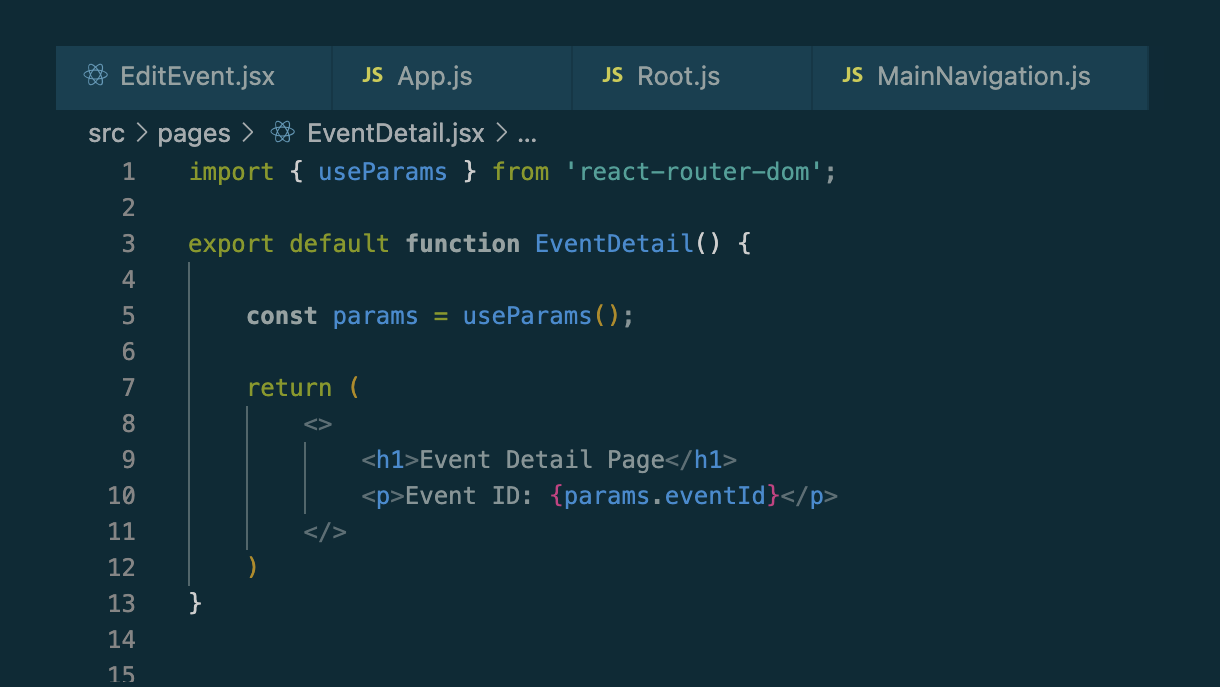 EditEvent.jsx JS App.js JS Root.js JS MainNavigation.js
src > pages > EventDetail.jsx > ...
1 import { useParams } from 'react-router-dom';
2
3 export default function EventDetail() {
4
5     const params = useParams();
6
7     return (
8         <>
9             <h1>Event Detail Page</h1>
10             <p>Event ID: {params.eventId}</p>
11         </>
12     )
13 }
14
15